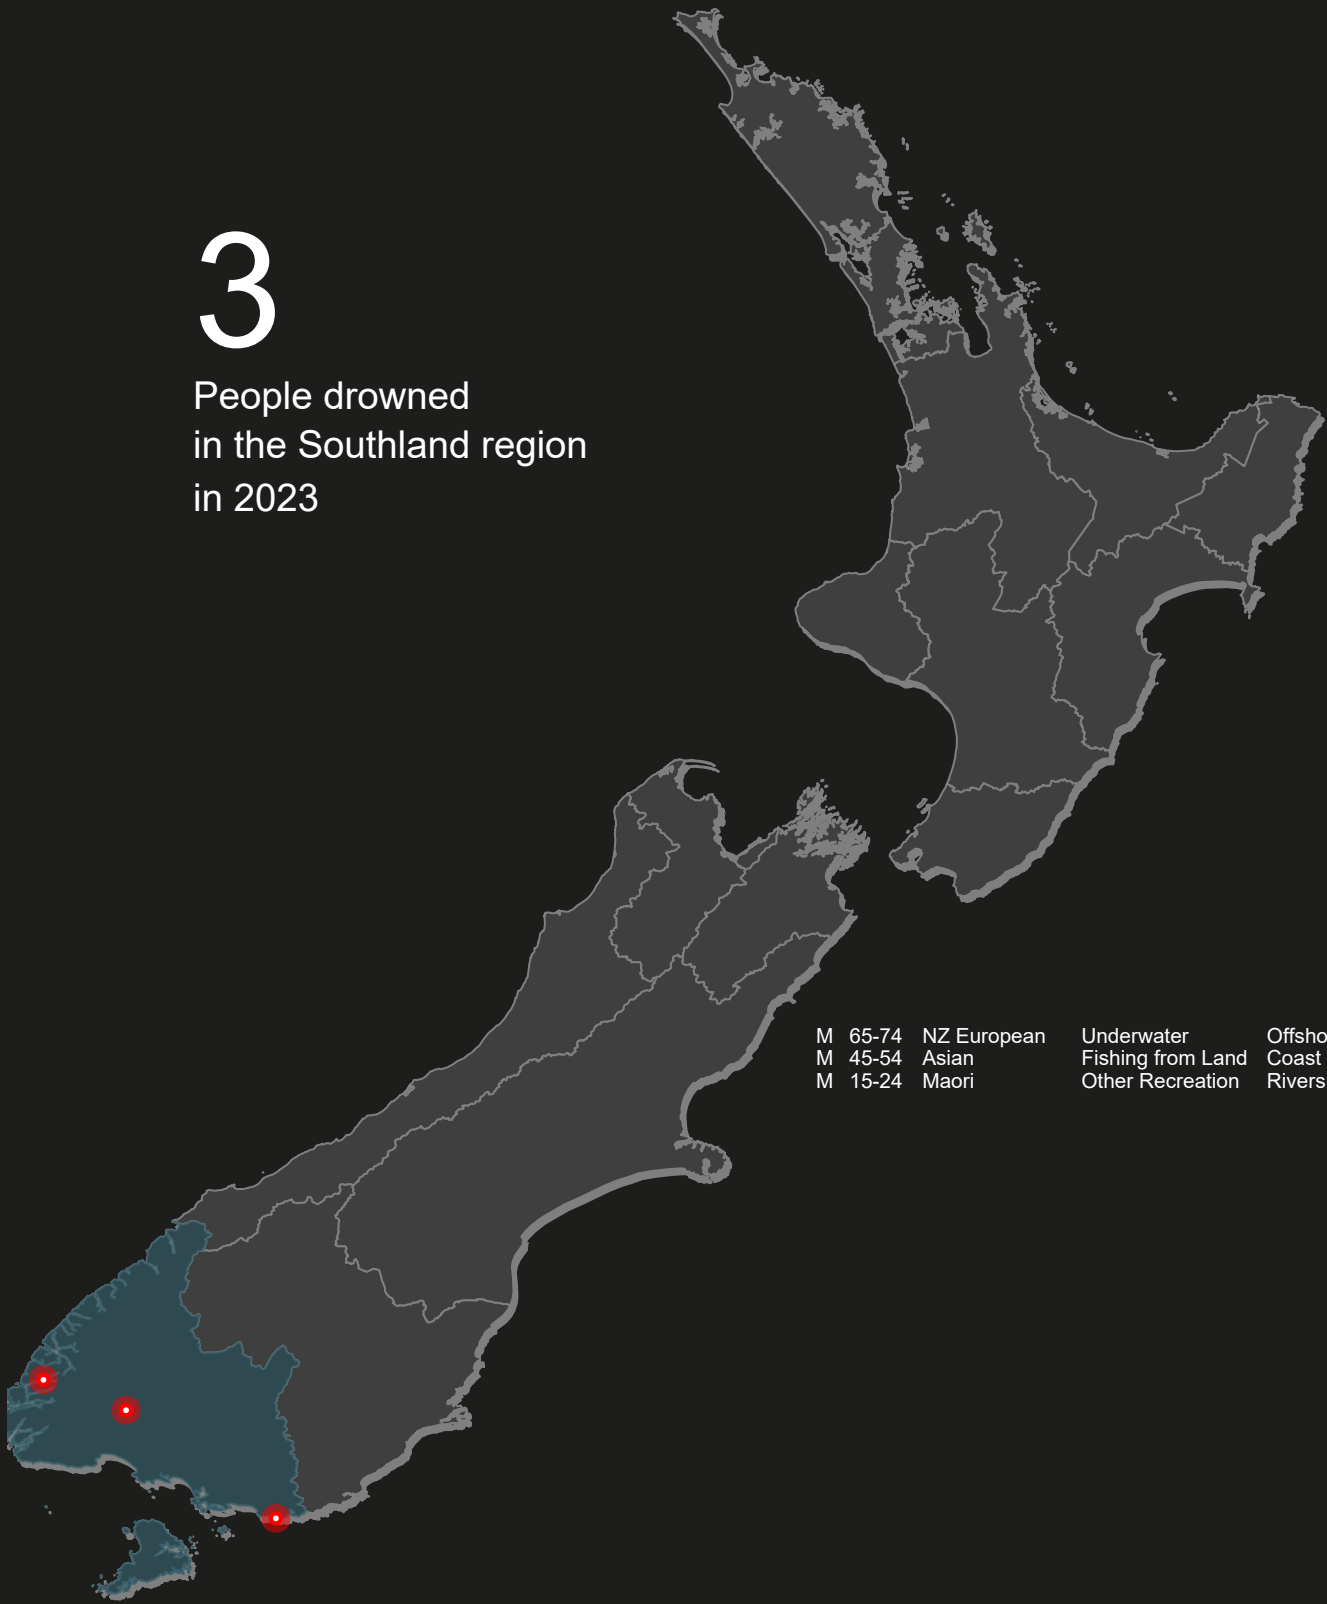 3
People drowned
in the Southland region
in 2023
M 65-74 NZ European Underwater Offsho
M 45-54 Asian Fishing from Land Coast
M 15-24 Maori Other Recreation Rivers